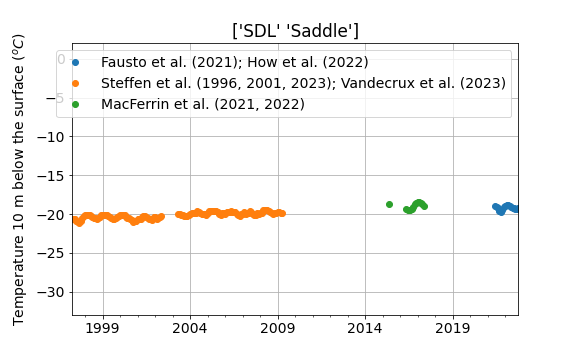 ['SDL' 'Saddle']
Temperature 10 m below the surface (°C)
0
Fausto et al. (2021); How et al. (2022)
Steffen et al. (1996, 2001, 2023); Vandecrux et al. (2023)
−5
MacFerrin et al. (2021, 2022)
−10
−15
−20
−25
−30
1999 2004 2009 2014 2019